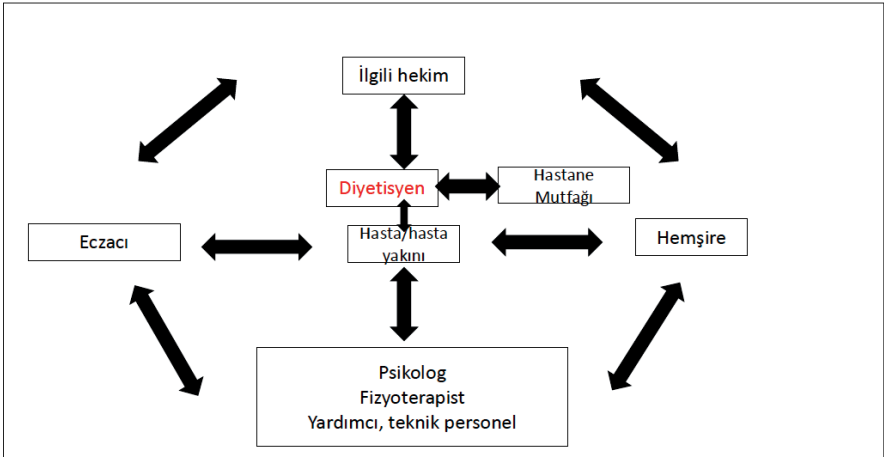 İlgili hekim
Diyetisyen
Hastane
Mutfağı
Eczacı
Hasta/hasta
yakını
Hemşire
Psikolog
Fizyoterapist
Yardımcı, teknik personel